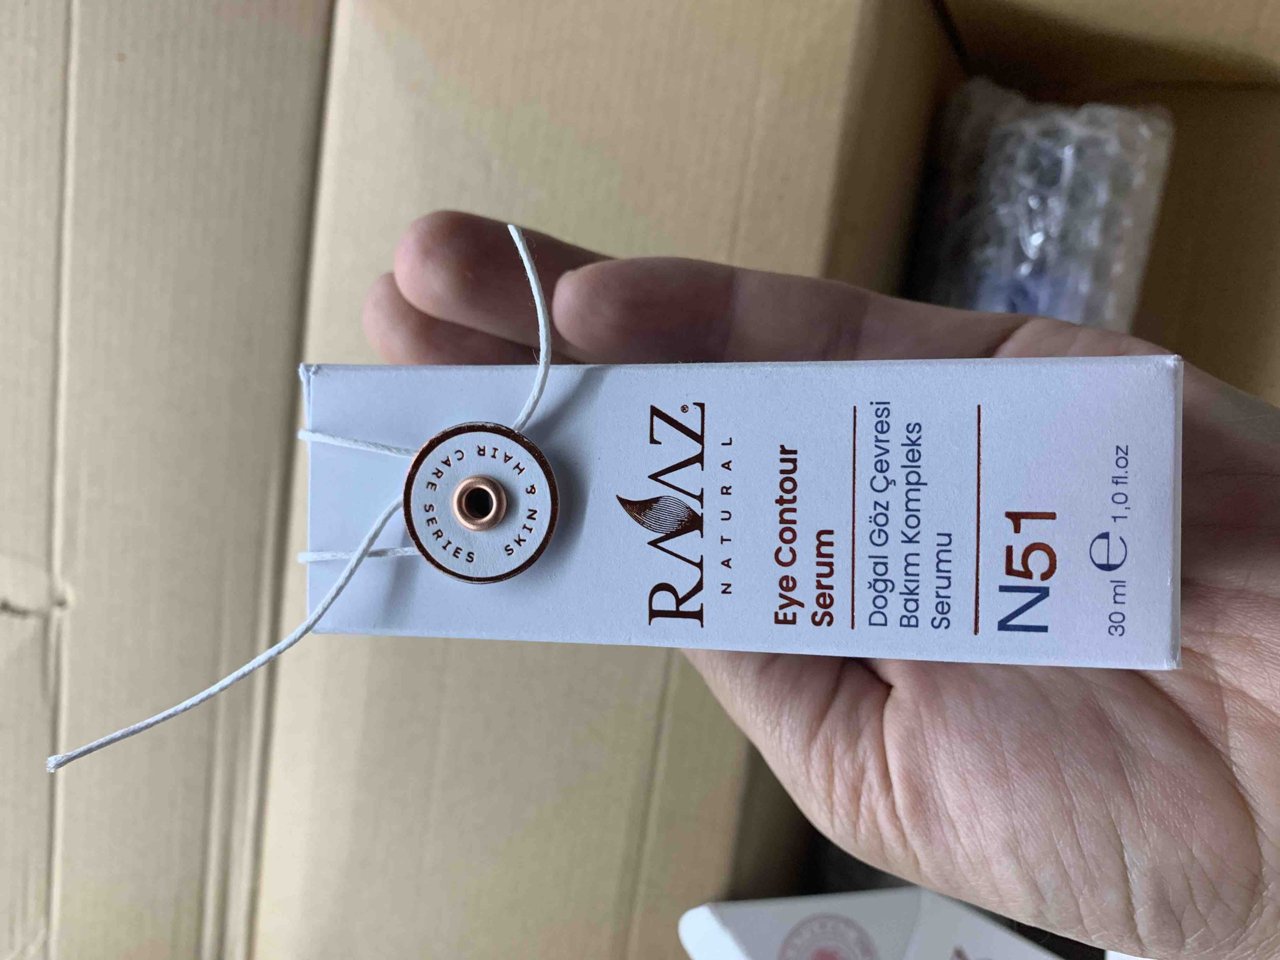 SKIN & HAIR CARE SERIES
RAAZ®
NATURAL
Eye Contour
Serum
Doğal Göz Çevresi
Bakım Kompleks
Serumu
N51
30 ml ℮ 1,0 fl.oz